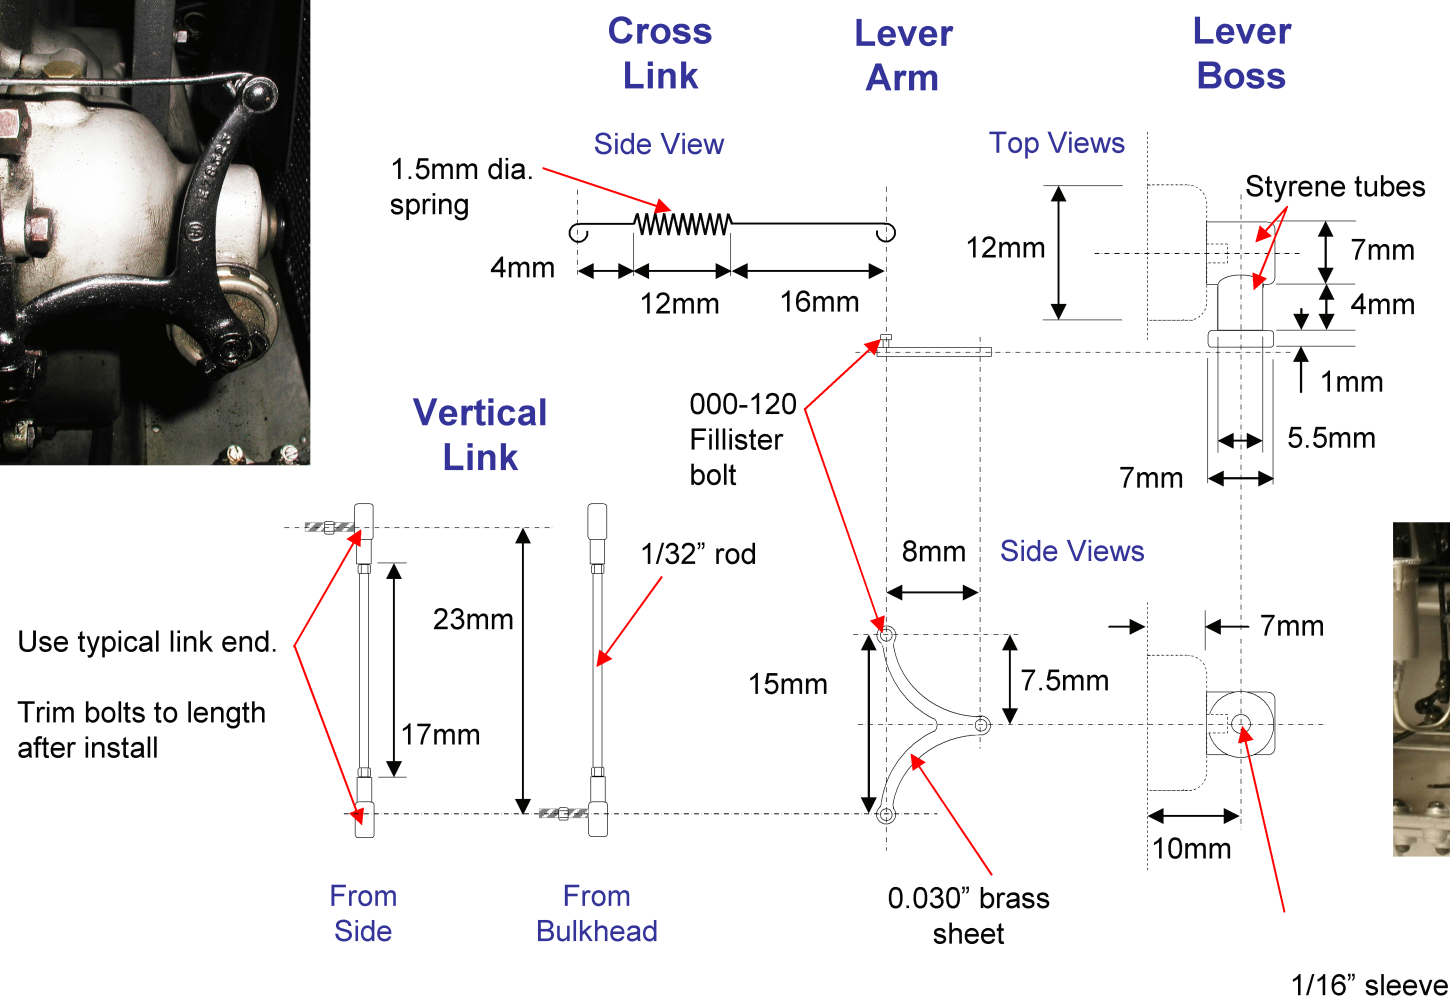 Cross
Link
Lever
Arm
Lever
Boss
Side View
Top Views
1.5mm dia.
spring
Styrene tubes
4mm
12mm
16mm
12mm
7mm
4mm
1mm
5.5mm
7mm
Vertical
Link
000-120
Fillister
bolt
1/32” rod
8mm
Side Views
23mm
7mm
Use typical link end.
Trim bolts to length
after install
17mm
15mm
7.5mm
10mm
From
Side
From
Bulkhead
0.030” brass
sheet
1/16” sleeve